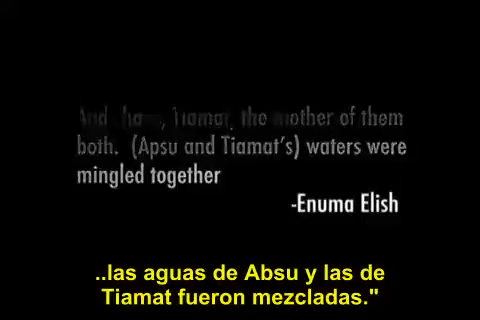 And chaos, Tiamat, the mother of them
both. (Apsu and Tiamat's) waters were
mingled together
-Enuma Elish
..las aguas de Absu y las de
Tiamat fueron mezcladas."